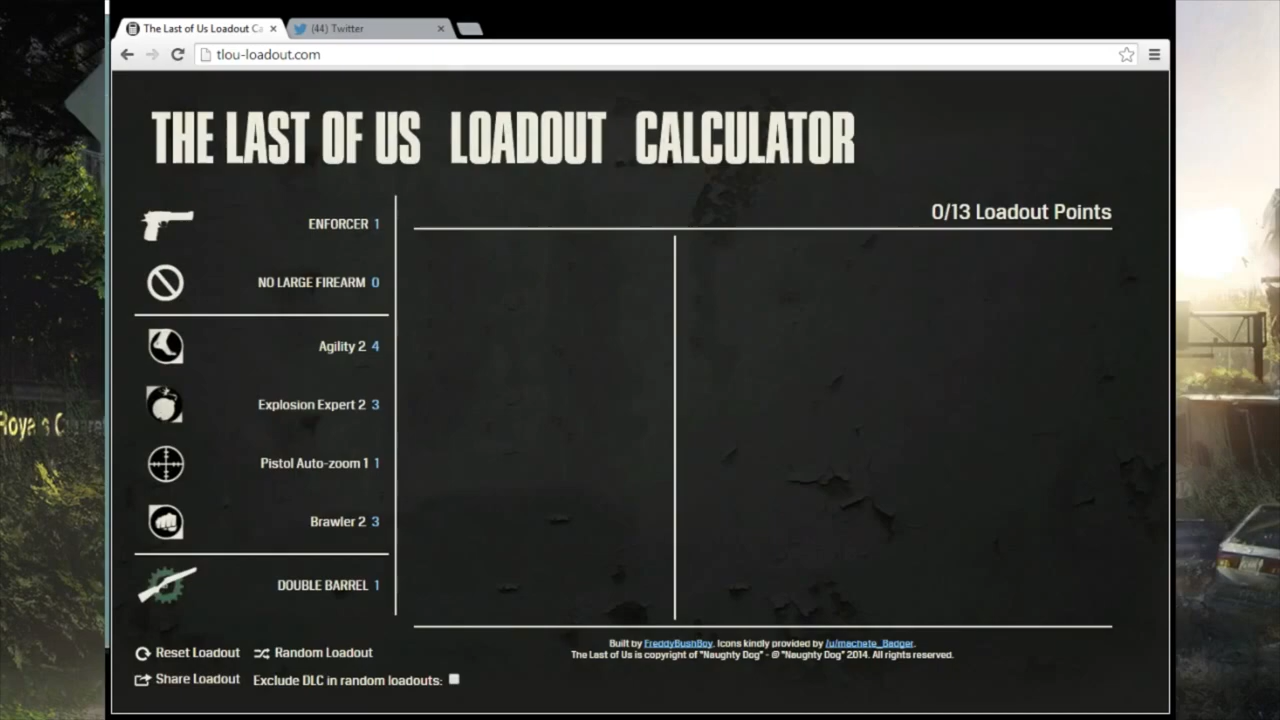 The Last of Us Loadout Ca
(44) Twitter
tlou-loadout.com
THE LAST OF US LOADOUT CALCULATOR
0/13 Loadout Points
ENFORCER 1
NO LARGE FIREARM 0
Agility 2 4
Explosion Expert 2 3
Pistol Auto-zoom 1 1
Brawler 2 3
DOUBLE BARREL 1
Reset Loadout
Random Loadout
Share Loadout
Exclude DLC in random loadouts:
Built by FreddyBushBoy. Icons kindly provided by /u/machete_Badger.
The Last of Us is copyright of "Naughty Dog" - @ "Naughty Dog" 2014. All rights reserved.